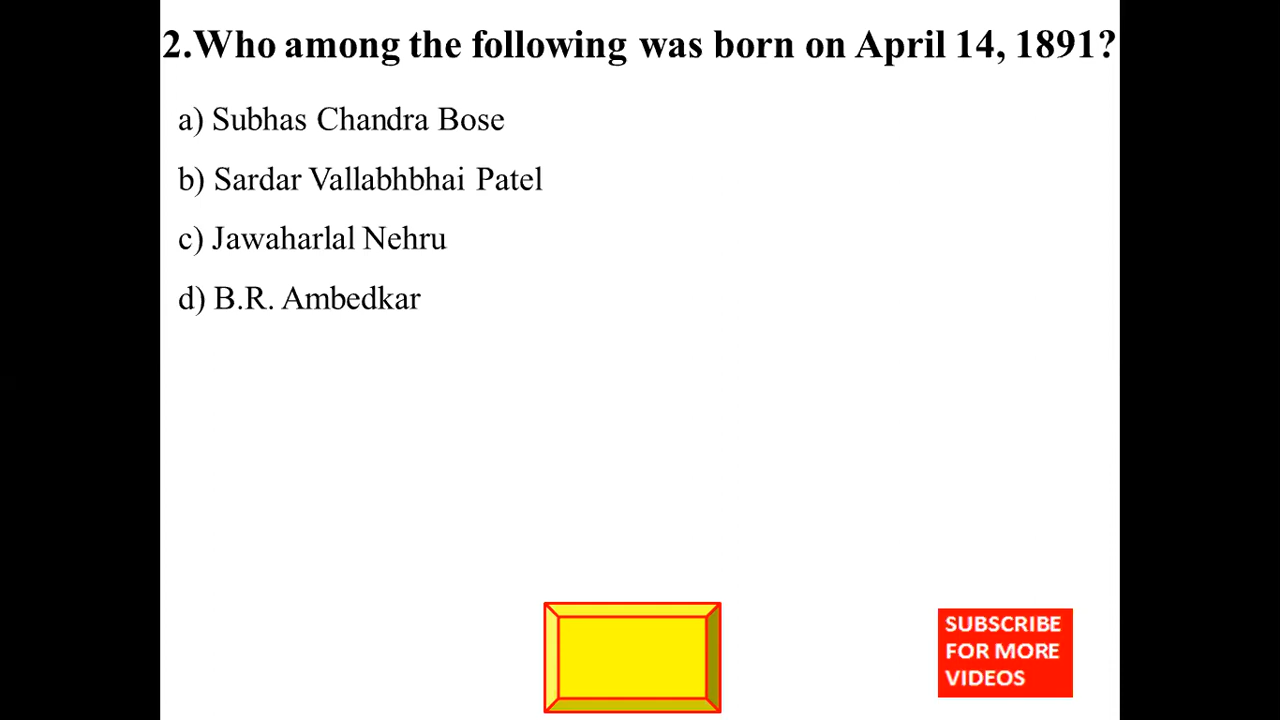 2.Who among the following was born on April 14, 1891?
a) Subhas Chandra Bose
b) Sardar Vallabhbhai Patel
c) Jawaharlal Nehru
d) B.R. Ambedkar
SUBSCRIBE
FOR MORE
VIDEOS